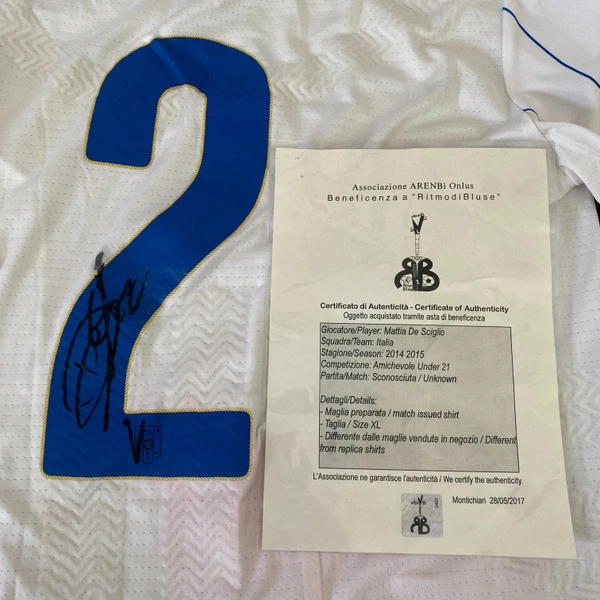 2
Associazione ARENBì Onlus
Beneficenza a "RitmodiBluse"
Certificato di Autenticità - Certificate of Authenticity
Oggetto acquistato tramite asta di beneficenza
Giocatore/Player: Mattia De Sciglio
Squadra/Team: Italia
Stagione/Season: 2014 2015
Competizione: Amichevole Under 21
Partita/Match: Sconosciuta / Unknown
Dettagli/Details:
- Maglia preparata / match issued shirt
- Taglia / Size XL
- Differente dalle maglie vendute in negozio / Different
from replica shirts
L'Associazione ne garantisce l'autenticità / We certify the authenticity.
Montichiari 28/05/2017